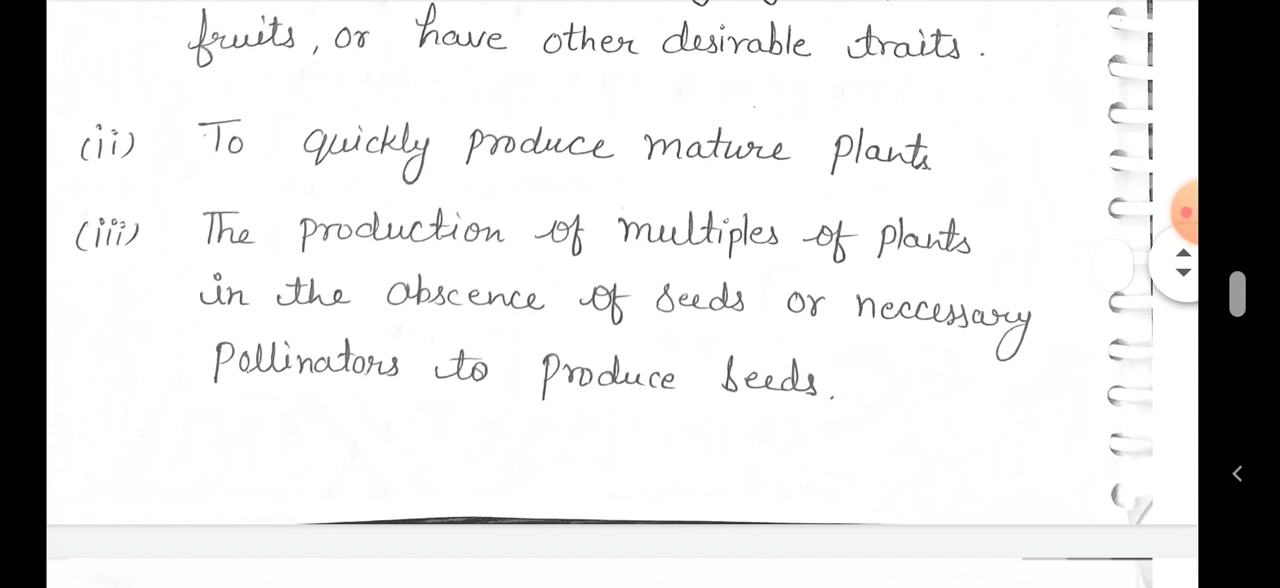 fruits, or have other desirable traits.
(ii) To quickly produce mature plants
(iii) The production of multiples of plants
in the abscence of seeds or neccessary
pollinators to produce seeds.